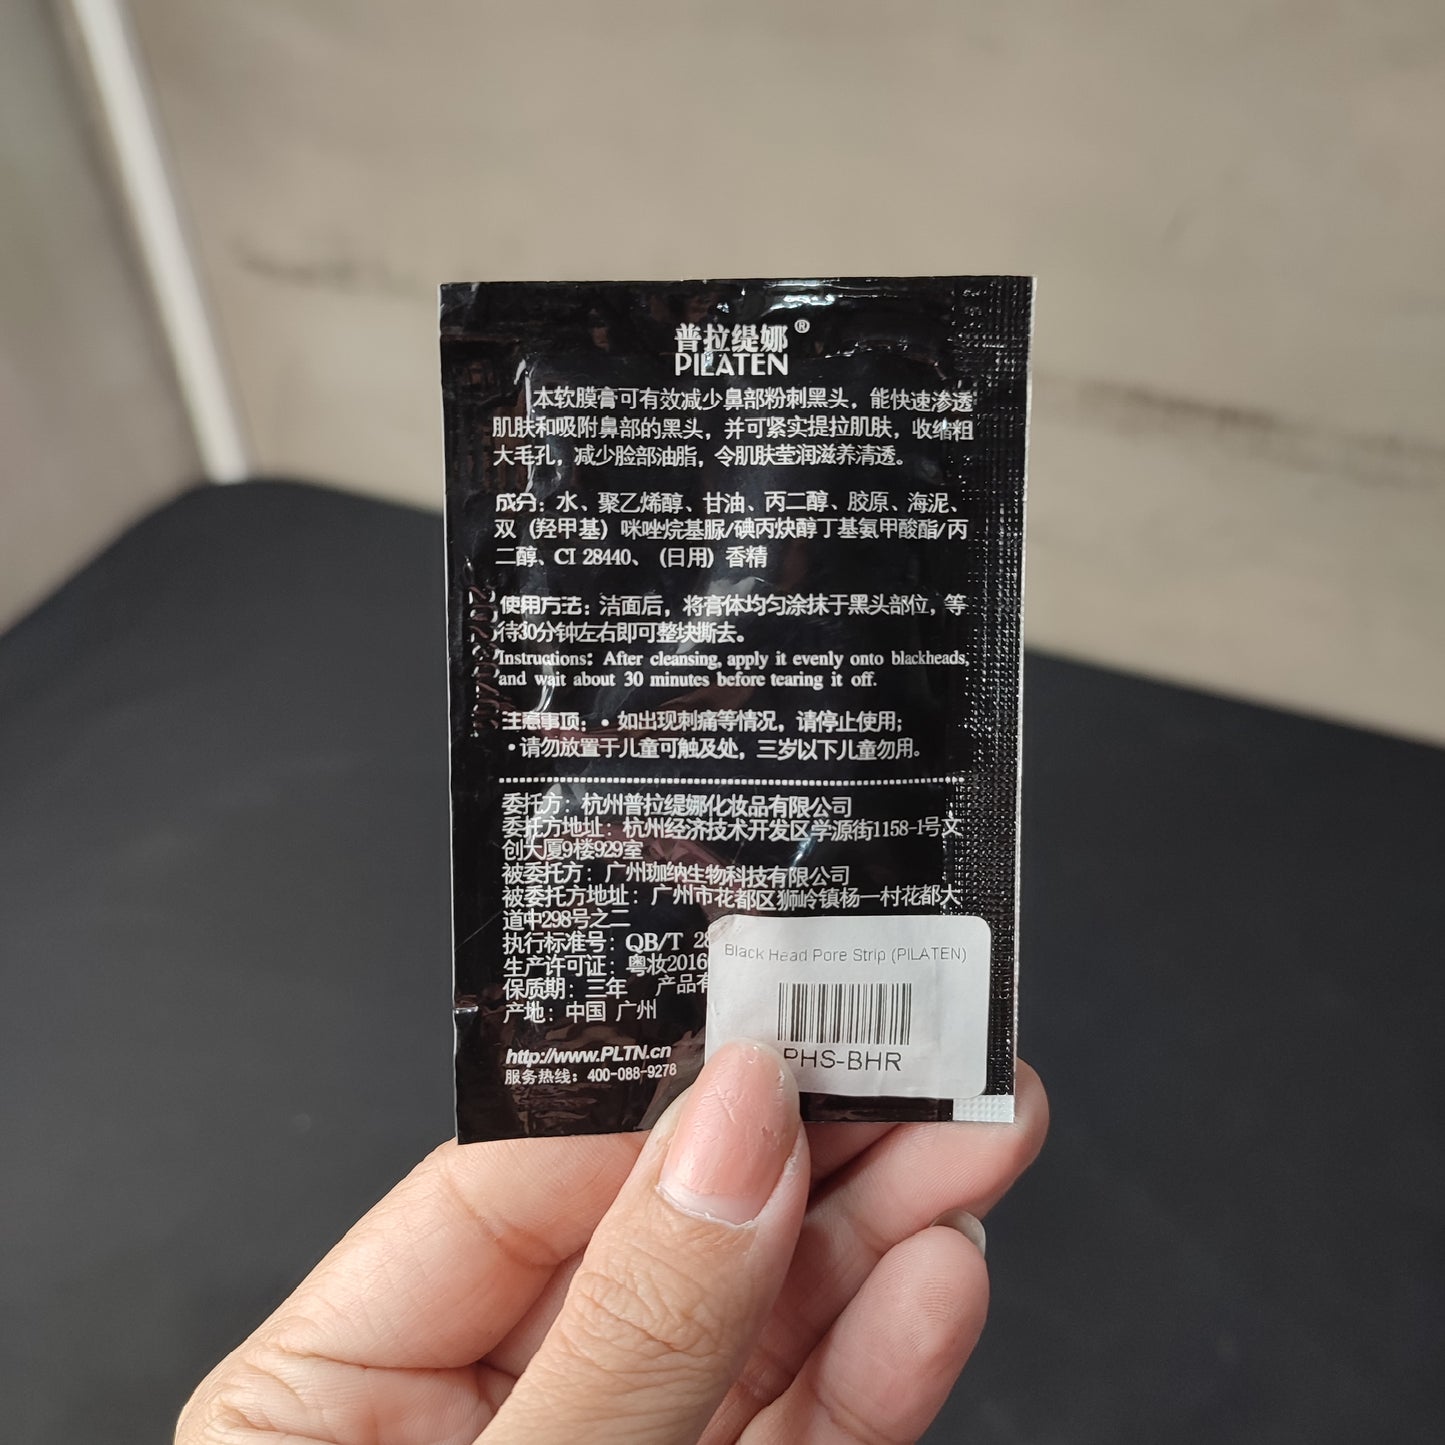 普拉缇娜®
PILATEN
本软膜膏可有效减少鼻部粉刺黑头，能快速渗透
肌肤和吸附鼻部的黑头，并可紧实提拉肌肤，收缩粗
大毛孔，减少脸部油脂，令肌肤莹润滋养清透。
成分：水、聚乙烯醇、甘油、丙二醇、胶原、海泥、
双（羟甲基）咪唑烷基脲/碘丙炔醇丁基氨甲酸酯/丙
二醇、CI 28440、（日用）香精
使用方法：洁面后，将膏体均匀涂抹于黑头部位，等
待30分钟左右即可整块撕去。
Instructions: After cleansing, apply it evenly onto blackheads,
and wait about 30 minutes before tearing it off.
注意事项：• 如出现刺痛等情况，请停止使用；
• 请勿放置于儿童可触及处，三岁以下儿童勿用。
委托方：杭州普拉缇娜化妆品有限公司
委托方地址：杭州经济技术开发区学源街1158-1号文
创大厦9楼929室
被委托方：广州珈纳生物科技有限公司
被委托方地址：广州市花都区狮岭镇杨一村花都大
道中298号之二
执行标准号：QB/T 28
生产许可证：粤妆2016
保质期：三年 产品有
产地：中国 广州
http://www.PLTN.cn
服务热线：400-088-9278
Black Head Pore Strip (PILATEN)
PHS-BHR